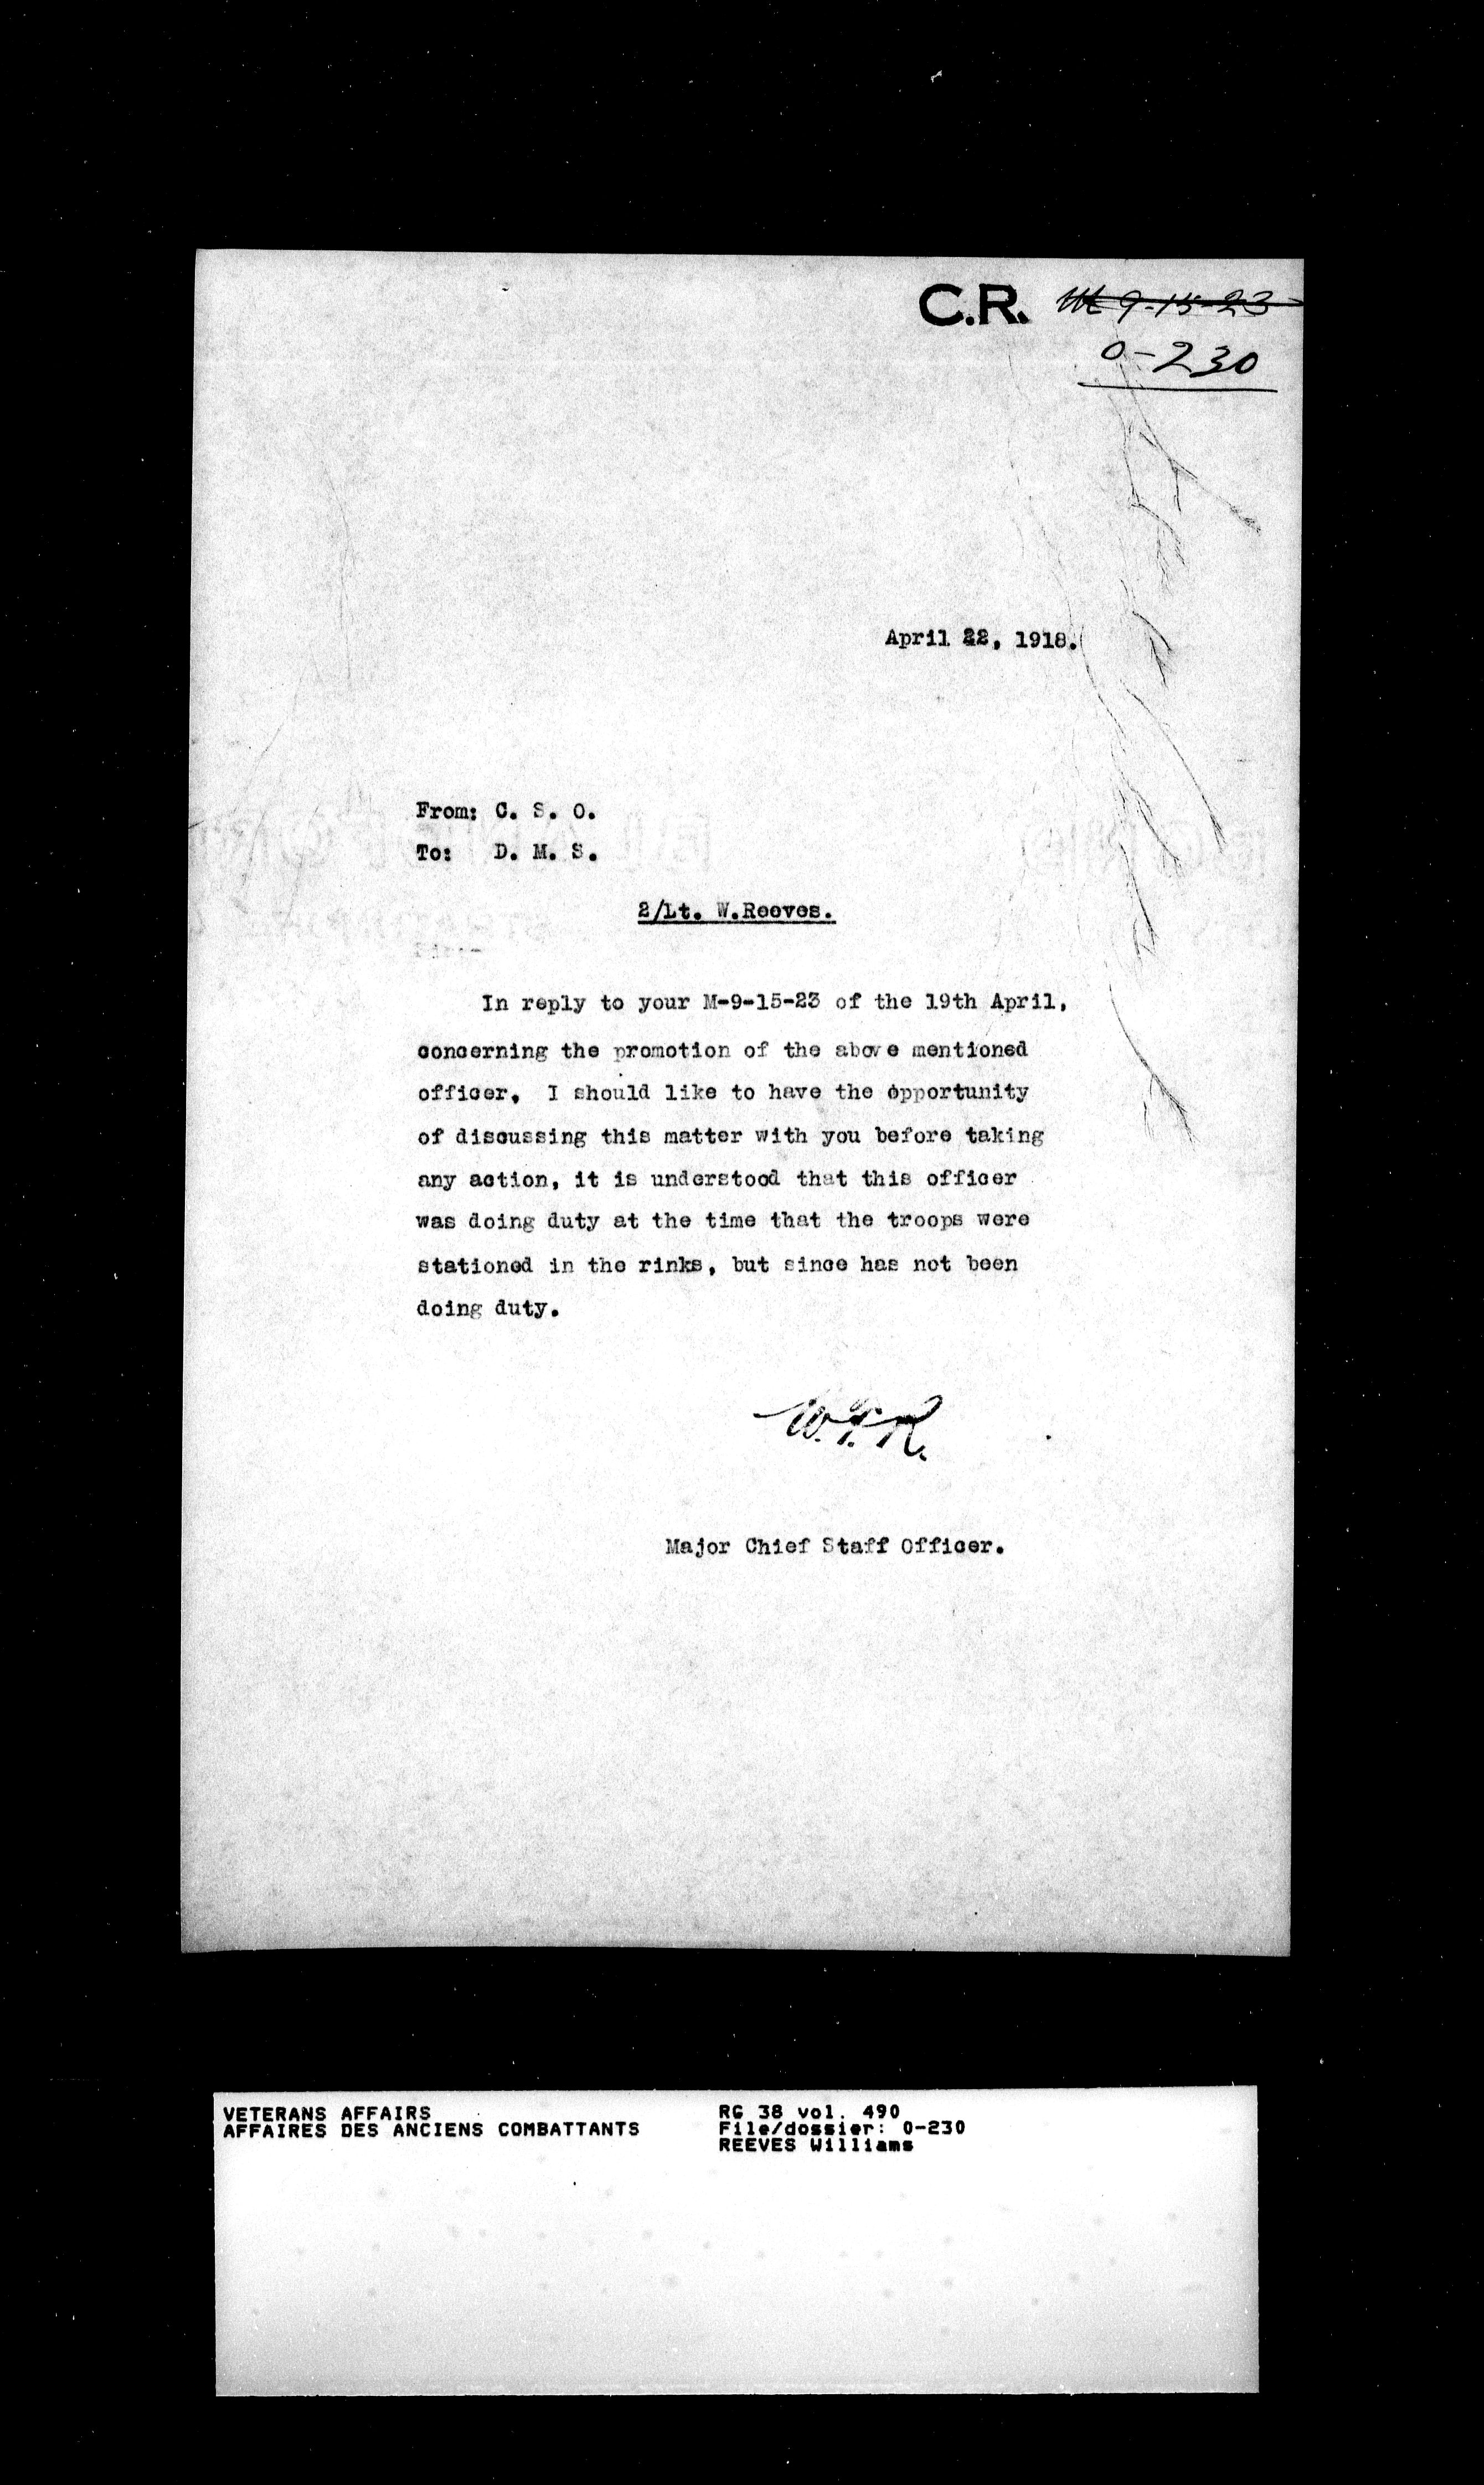 C.R. M 9-15-23
0-230
April 22, 1918.
From: C. S. O.
To: D. M. S.
2/Lt. W.Reeves.
In reply to your M-9-15-23 of the 19th April,
concerning the promotion of the above mentioned
officer, I should like to have the opportunity
of discussing this matter with you before taking
any action, it is understood that this officer
was doing duty at the time that the troops were
stationed in the rinks, but since has not been
doing duty.
Major Chief Staff Officer.
VETERANS AFFAIRS
AFFAIRES DES ANCIENS COMBATTANTS
RG 38 vol. 490
File/dossier: 0-230
REEVES Williams